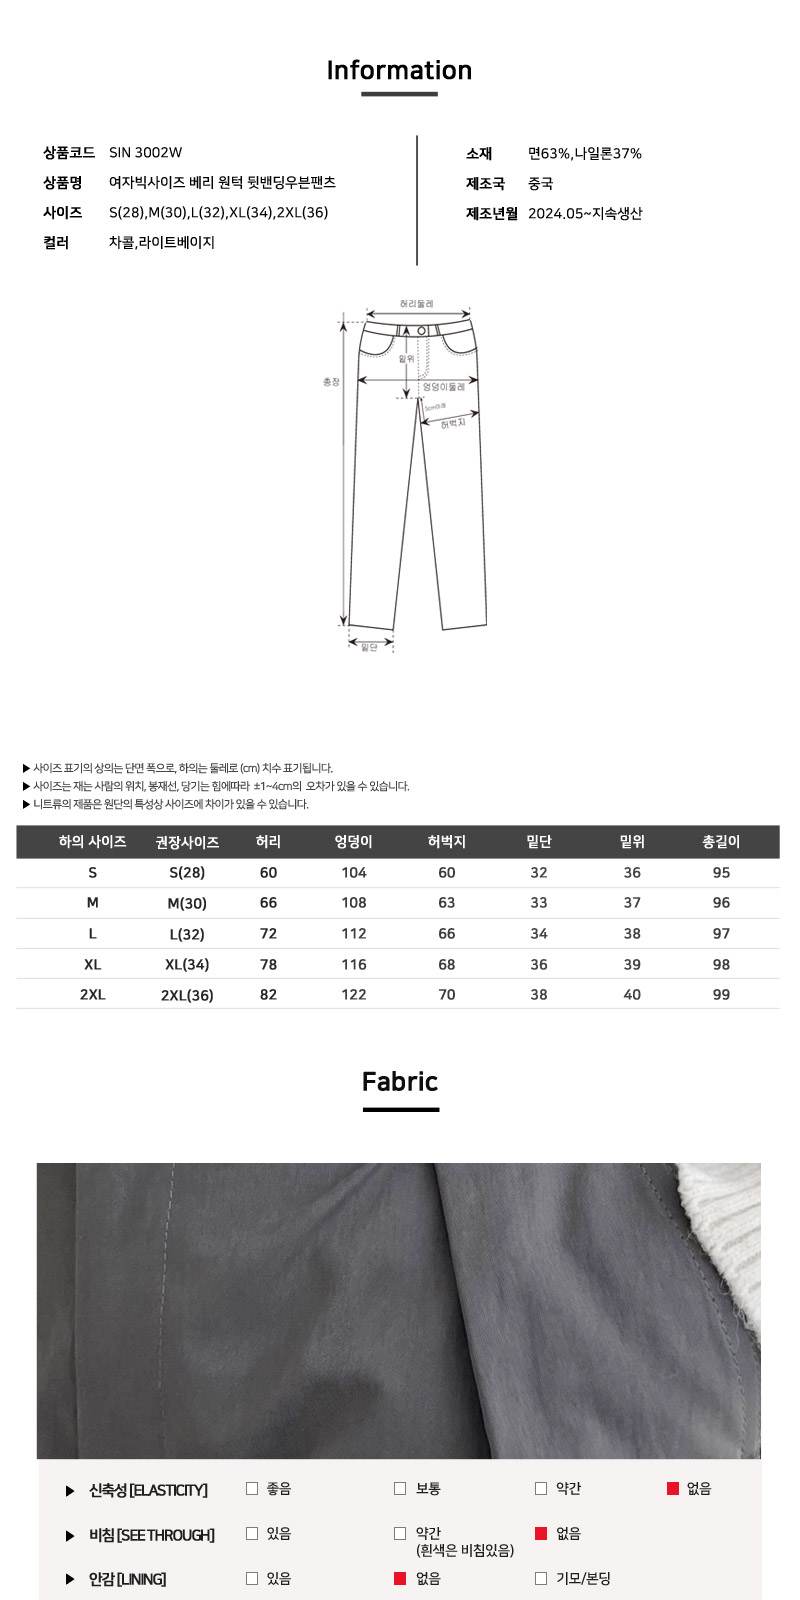 Information
상품코드 SIN 3002W
상품명 여자빅사이즈 베리 원턱 뒷밴딩우븐팬츠
사이즈 S(28),M(30),L(32),XL(34),2XL(36)
컬러 차콜,라이트베이지
소재 면63%,나일론37%
제조국 중국
제조년월 2024.05~지속생산
허리둘레
밑위
총장
엉덩이둘레
5cm아래
허벅지
밑단
▶ 사이즈 표기의 상의는 단면 폭으로, 하의는 둘레로 (cm) 치수 표기됩니다.
▶ 사이즈는 재는 사람의 위치, 봉재선, 당기는 힘에따라 ±1~4cm의 오차가 있을 수 있습니다.
▶ 니트류의 제품은 원단의 특성상 사이즈에 차이가 있을 수 있습니다.
하의 사이즈 권장사이즈 허리 엉덩이 허벅지 밑단 밑위 총길이
S S(28) 60 104 60 32 36 95
M M(30) 66 108 63 33 37 96
L L(32) 72 112 66 34 38 97
XL XL(34) 78 116 68 36 39 98
2XL 2XL(36) 82 122 70 38 40 99
Fabric
▶ 신축성 [ELASTICITY] 좋음 보통 약간 없음
▶ 비침 [SEE THROUGH] 있음 약간 없음
(흰색은 비침있음)
▶ 안감 [LINING] 있음 없음 기모/본딩